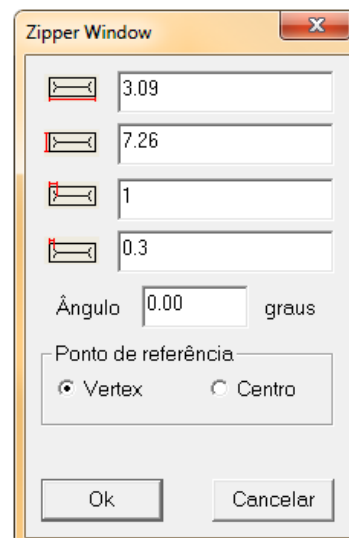 Zipper Window
3.09
7.26
1
0.3
Ângulo 0.00 graus
Ponto de referência
Vertex Centro
Ok Cancelar